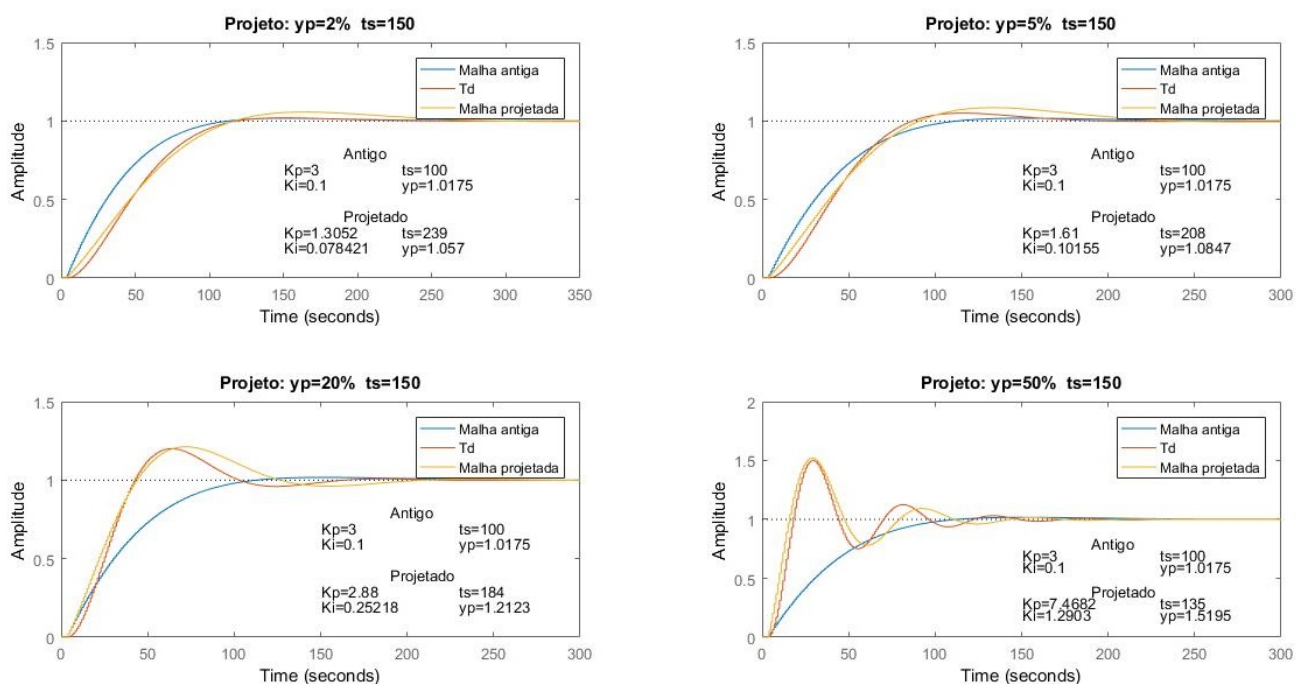 Projeto: yp=2% ts=150
1.5
1
0.5
0
Amplitude
Malha antiga
Td
Malha projetada
Antigo
Kp=3 ts=100
Ki=0.1 yp=1.0175
Projetado
Kp=1.3052 ts=239
Ki=0.078421 yp=1.057
0 50 100 150 200 250 300 350
Time (seconds)
Projeto: yp=5% ts=150
1.5
1
0.5
0
Amplitude
Malha antiga
Td
Malha projetada
Antigo
Kp=3 ts=100
Ki=0.1 yp=1.0175
Projetado
Kp=1.61 ts=208
Ki=0.10155 yp=1.0847
0 50 100 150 200 250 300
Time (seconds)
Projeto: yp=20% ts=150
1.5
1
0.5
0
Amplitude
Malha antiga
Td
Malha projetada
Antigo
Kp=3 ts=100
Ki=0.1 yp=1.0175
Projetado
Kp=2.88 ts=184
Ki=0.25218 yp=1.2123
0 50 100 150 200 250 300
Time (seconds)
Projeto: yp=50% ts=150
2
1.5
1
0.5
0
Amplitude
Malha antiga
Td
Malha projetada
Antigo
Kp=3 ts=100
Ki=0.1 yp=1.0175
Projetado
Kp=7.4682 ts=135
Ki=1.2903 yp=1.5195
0 50 100 150 200 250 300
Time (seconds)